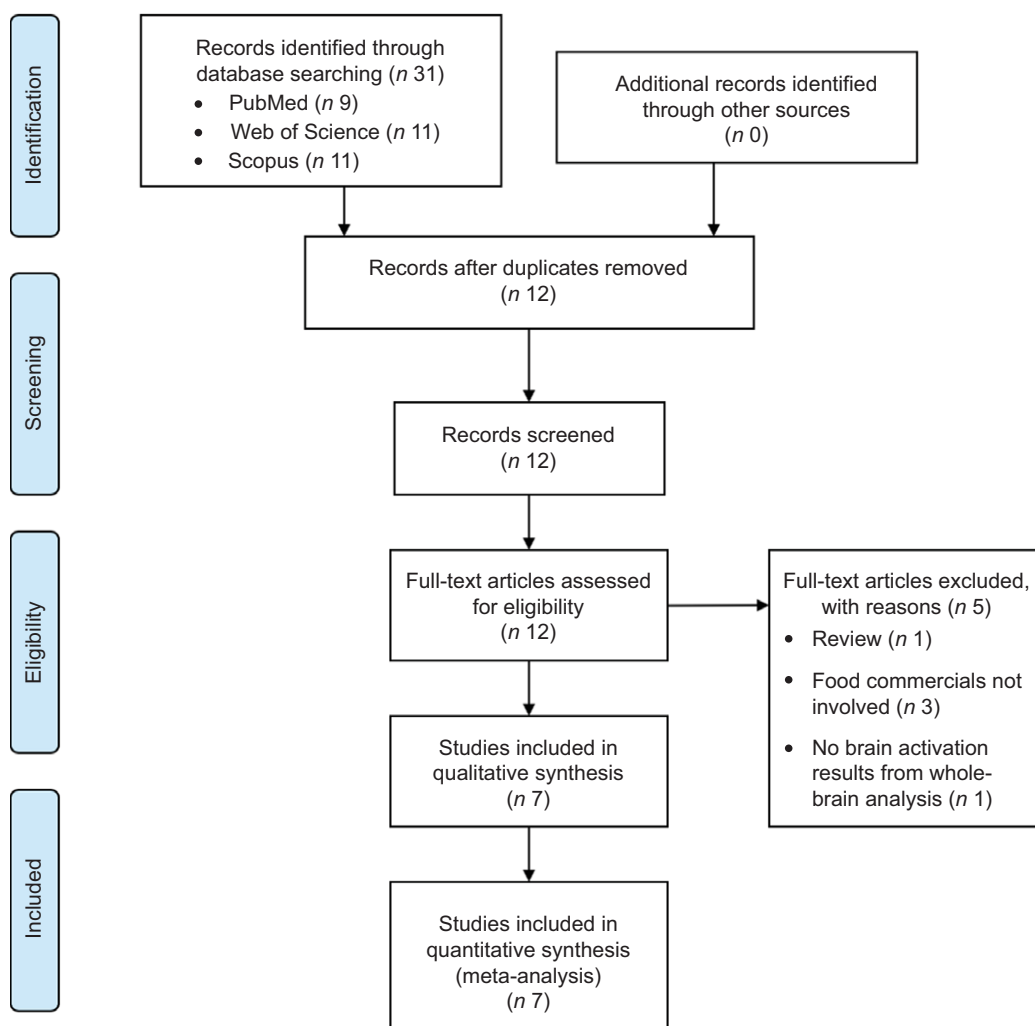 Identification
Records identified through
database searching (n 31)
• PubMed (n 9)
• Web of Science (n 11)
• Scopus (n 11)
Additional records identified
through other sources
(n 0)
Records after duplicates removed
(n 12)
Screening
Records screened
(n 12)
Eligibility
Full-text articles assessed
for eligibility
(n 12)
Full-text articles excluded,
with reasons (n 5)
• Review (n 1)
• Food commercials not
involved (n 3)
• No brain activation
results from whole-
brain analysis (n 1)
Studies included in
qualitative synthesis
(n 7)
Included
Studies included in
quantitative synthesis
(meta-analysis)
(n 7)